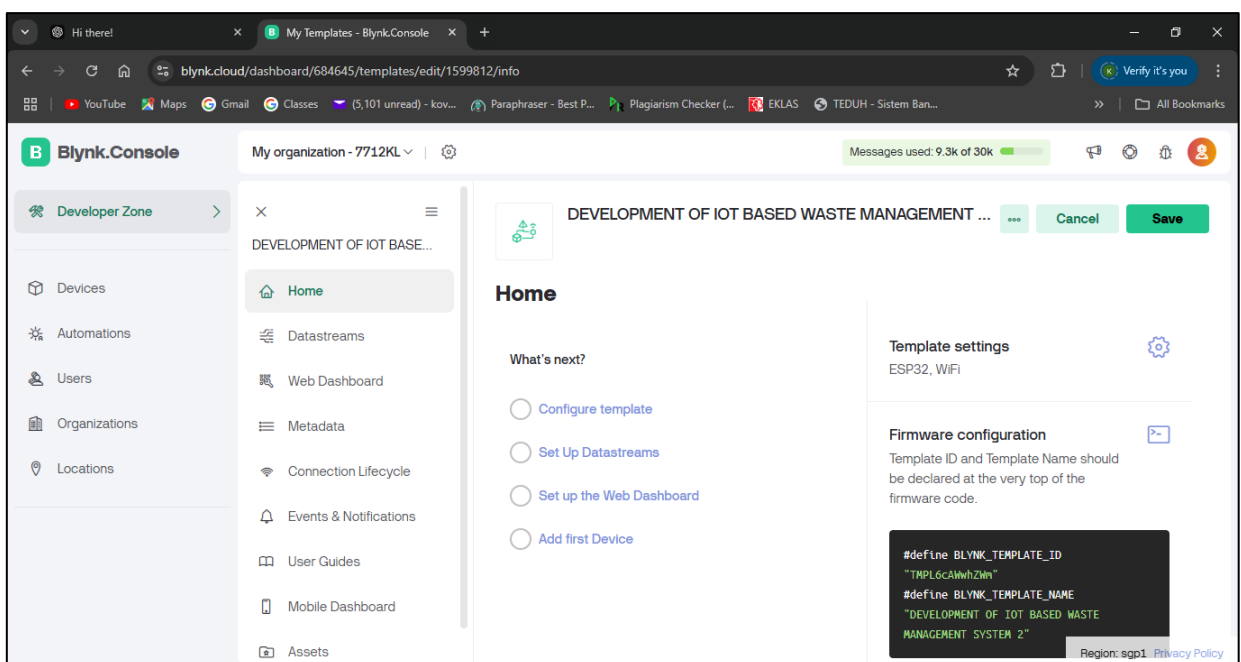 Hi there!
My Templates - Blynk.Console
blynk.cloud/dashboard/684645/templates/edit/1599812/info
Verify it's you
YouTube Maps Gmail Classes (5,101 unread) - kov... Paraphraser - Best P... Plagiarism Checker (... EKLAS TEDUH - Sistem Ban... » All Bookmarks
B Blynk.Console
My organization - 7712KL
Messages used: 9.3k of 30k
Developer Zone
Devices
Automations
Users
Organizations
Locations
DEVELOPMENT OF IOT BASE...
Home
Datastreams
Web Dashboard
Metadata
Connection Lifecycle
Events & Notifications
User Guides
Mobile Dashboard
Assets
DEVELOPMENT OF IOT BASED WASTE MANAGEMENT ...
Cancel
Save
Home
What's next?
Configure template
Set Up Datastreams
Set up the Web Dashboard
Add first Device
Template settings
ESP32, WiFi
Firmware configuration
Template ID and Template Name should
be declared at the very top of the
firmware code.
#define BLYNK_TEMPLATE_ID
"TMPL6cAWwhZWm"
#define BLYNK_TEMPLATE_NAME
"DEVELOPMENT OF IOT BASED WASTE
MANAGEMENT SYSTEM 2"
Region: sgp1 Privacy Policy